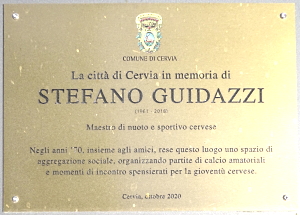 COMUNE DI CERVIA
La città di Cervia in memoria di
STEFANO GUIDAZZI
(1961 - 2018)
Maestro di nuoto e sportivo cervese
Negli anni '70, insieme agli amici, rese questo luogo uno spazio di
aggregazione sociale, organizzando partite di calcio amatoriali
e momenti di incontro spensierati per la gioventù cervese.
Cervia, ottobre 2020